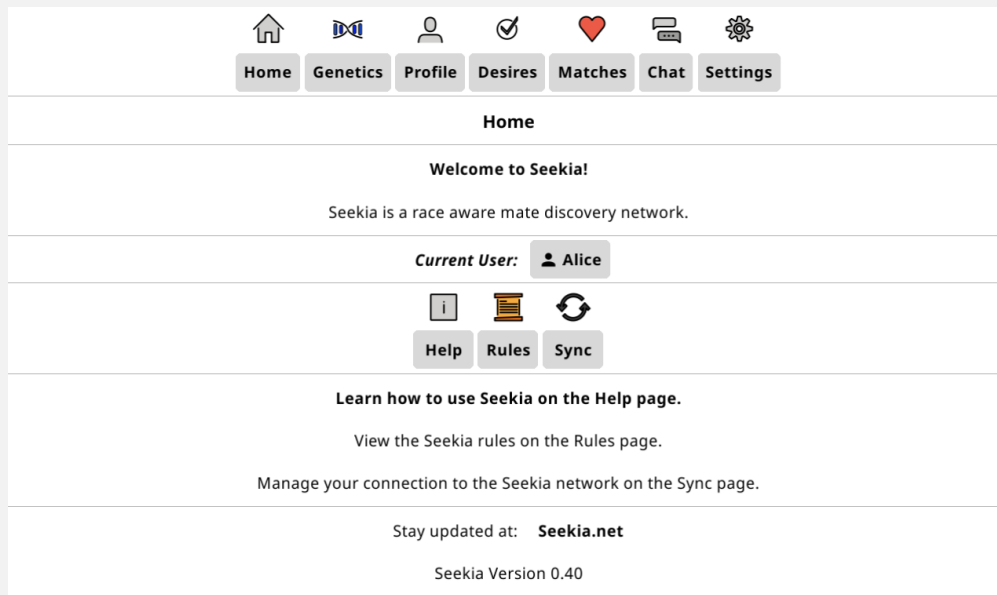 Home Genetics Profile Desires Matches Chat Settings
Home
Welcome to Seekia!
Seekia is a race aware mate discovery network.
Current User: Alice
i
Help Rules Sync
Learn how to use Seekia on the Help page.
View the Seekia rules on the Rules page.
Manage your connection to the Seekia network on the Sync page.
Stay updated at: Seekia.net
Seekia Version 0.40